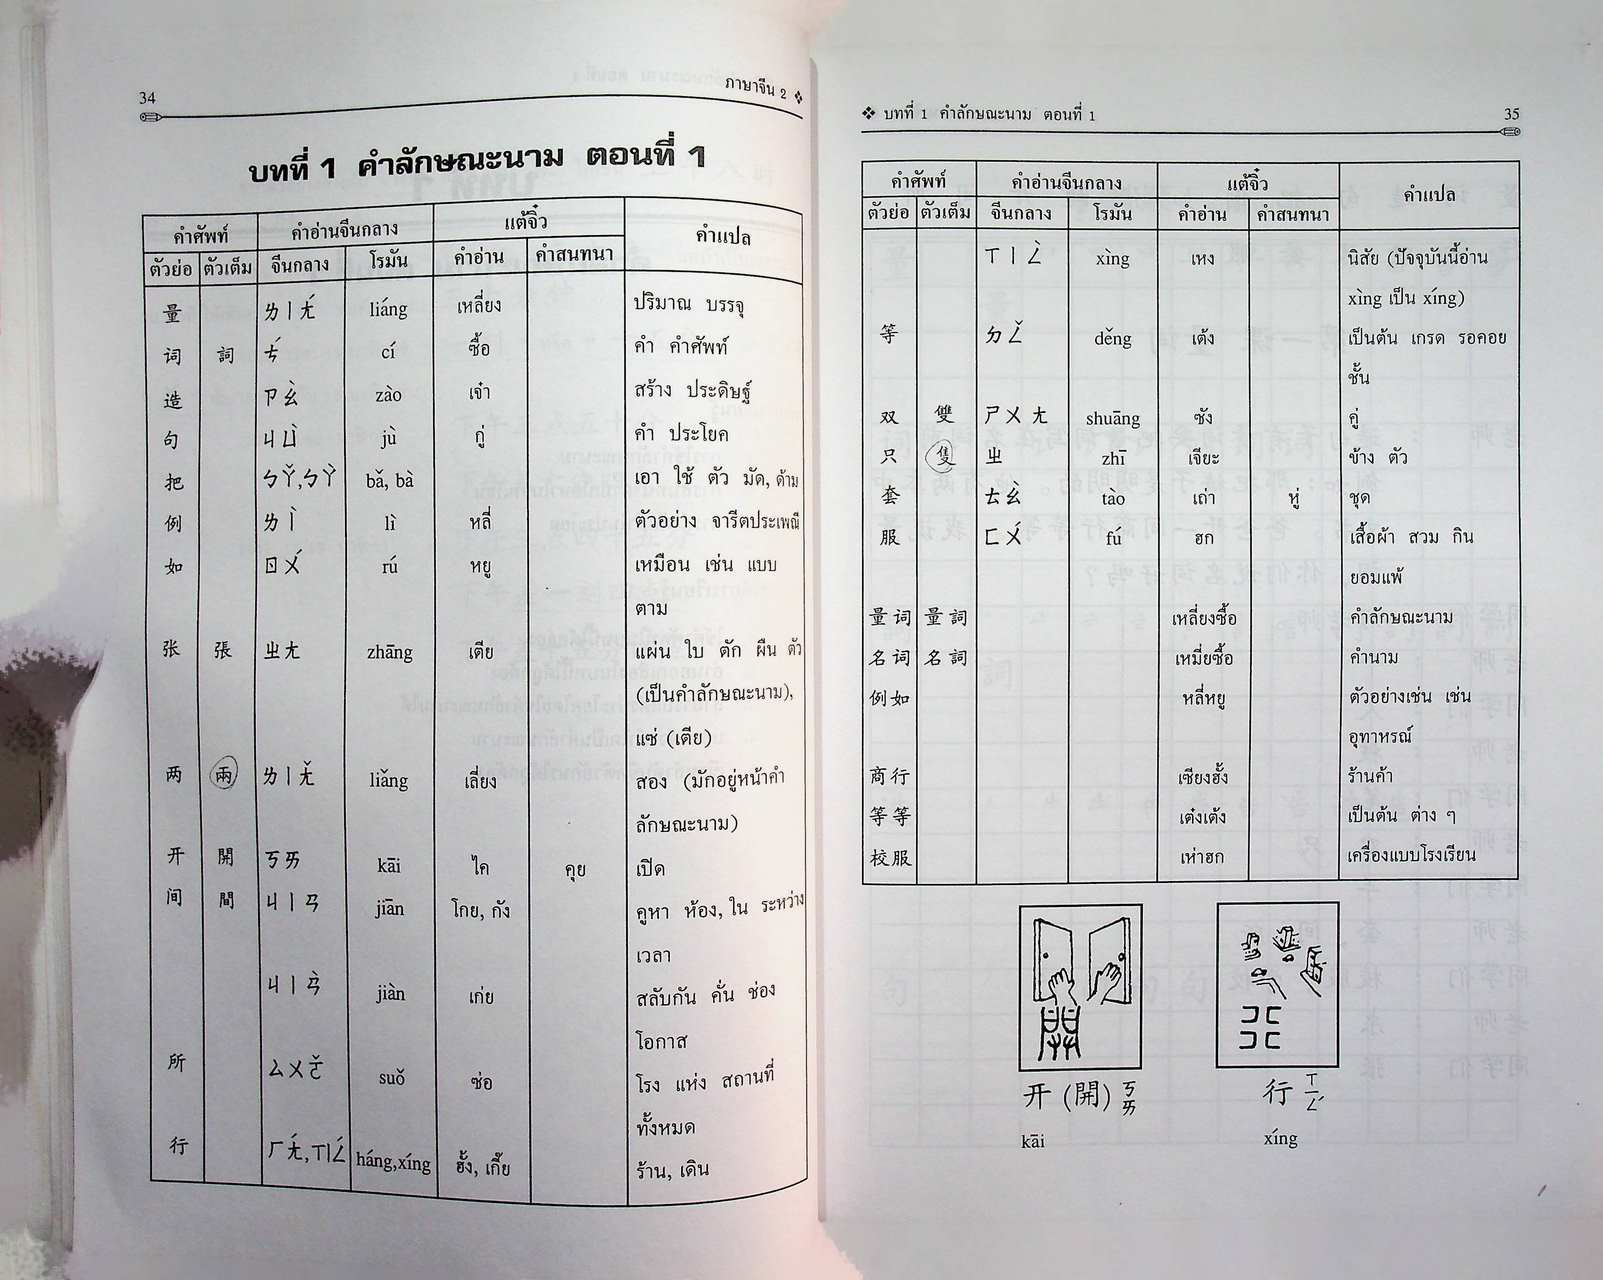 34
ภาษาจีน 2 ❖
บทที่ 1 คำลักษณะนาม ตอนที่ 1
คำศัพท์ คำอ่านจีนกลาง แต้จิ๋ว คำแปล
ตัวย่อ ตัวเต็ม จีนกลาง โรมัน คำอ่าน คำสนทนา
量 ㄌㄧㄤˊ liáng เหลี่ยง ปริมาณ บรรจุ
词 詞 ㄘˊ cí ซื้อ คำ คำศัพท์
造 ㄗㄠˋ zào เจ๋า สร้าง ประดิษฐ์
句 ㄐㄩˋ jù กู่ คำ ประโยค
把 ㄅㄚˇ,ㄅㄚˋ bǎ, bà เอา ใช้ ตัว มัด, ด้าม
例 ㄌㄧˋ lì หลี่ ตัวอย่าง จารีตประเพณี
如 ㄖㄨˊ rú หยู เหมือน เช่น แบบ
ตาม
张 張 ㄓㄤ zhāng เตีย แผ่น ใบ ตัก ผืน ตัว
(เป็นคำลักษณะนาม),
แซ่ (เตีย)
两 兩 ㄌㄧㄤˇ liǎng เลี่ยง สอง (มักอยู่หน้าคำ
ลักษณะนาม)
开 開 ㄎㄞ kāi ไค คุย เปิด
间 間 ㄐㄧㄢ jiān โกย, กัง คูหา ห้อง, ใน ระหว่าง
เวลา
ㄐㄧㄢˋ jiàn เก่ย สลับกัน คั่น ช่อง
โอกาส
所 ㄙㄨㄛˇ suǒ ซ่อ โรง แห่ง สถานที่
ทั้งหมด
行 ㄏㄤˊ,ㄒㄧㄥˊ háng,xíng ฮั้ง, เกี๊ย ร้าน, เดิน
❖ บทที่ 1 คำลักษณะนาม ตอนที่ 1
35
คำศัพท์ คำอ่านจีนกลาง แต้จิ๋ว คำแปล
ตัวย่อ ตัวเต็ม จีนกลาง โรมัน คำอ่าน คำสนทนา
ㄒㄧㄥˋ xìng เหง นิสัย (ปัจจุบันนี้อ่าน
xìng เป็น xíng)
等 ㄉㄥˇ děng เต้ง เป็นต้น เกรด รอคอย
ชั้น
双 雙 ㄕㄨㄤ shuāng ซัง คู่
只 隻 ㄓ zhī เจียะ ข้าง ตัว
套 ㄊㄠˋ tào เถ่า หู่ ชุด
服 ㄈㄨˊ fú ฮก เสื้อผ้า สวม กิน
ยอมแพ้
量词 量詞 เหลี่ยงซื้อ คำลักษณะนาม
名词 名詞 เหมี่ยซื้อ คำนาม
例如 หลี่หยู ตัวอย่างเช่น เช่น
อุทาหรณ์
商行 เซียงฮั้ง ร้านค้า
等等 เต๋งเต้ง เป็นต้น ต่าง ๆ
校服 เห่าฮก เครื่องแบบโรงเรียน
开 (開) ㄎㄞ
kāi
行 ㄒㄧㄥˊ
xíng